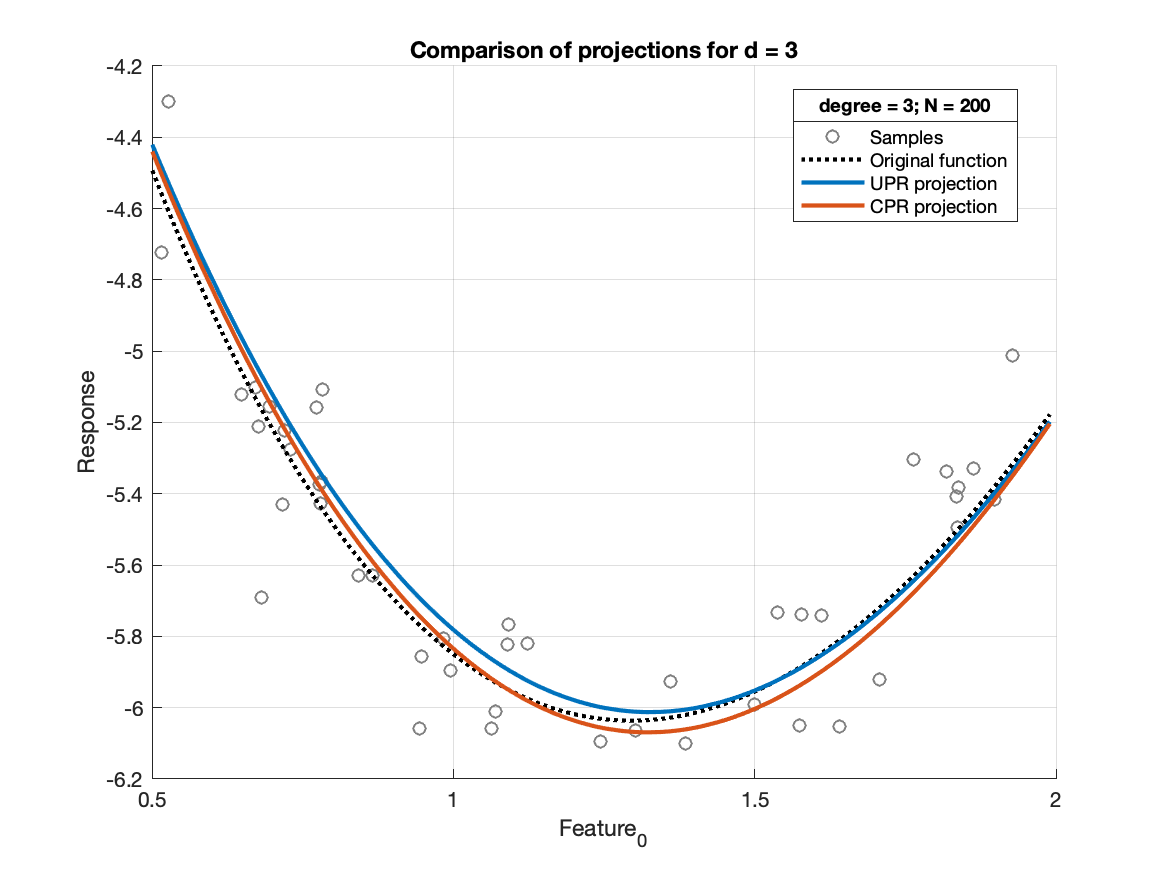 Comparison of projections for d = 3
-4.2
-4.4
-4.6
-4.8
-5
-5.2
-5.4
-5.6
-5.8
-6
-6.2
Response
degree = 3; N = 200
Samples
Original function
UPR projection
CPR projection
0.5 1 1.5 2
Feature0